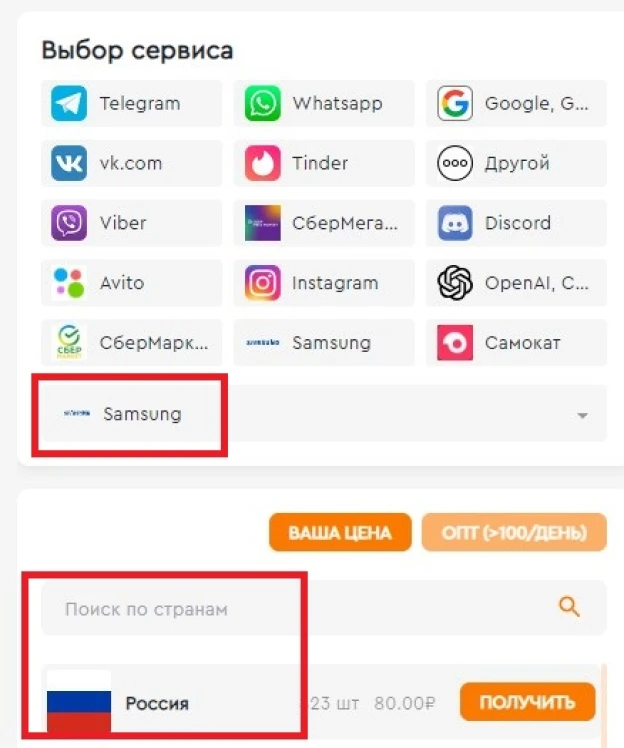 Выбор сервиса
Telegram Whatsapp Google, G...
vk.com Tinder Другой
Viber СберМега... Discord
Avito Instagram OpenAI, C...
СберМарк... Samsung Самокат
Samsung
ВАША ЦЕНА ОПТ (>100/ДЕНЬ)
Поиск по странам
Россия 23 шт 80.00₽ ПОЛУЧИТЬ